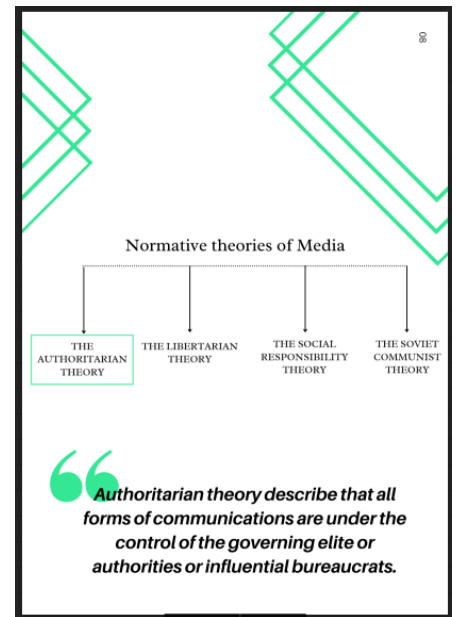 08
Normative theories of Media
THE
AUTHORITARIAN
THEORY
THE LIBERTARIAN
THEORY
THE SOCIAL
RESPONSIBILITY
THEORY
THE SOVIET
COMMUNIST
THEORY
“
Authoritarian theory describe that all
forms of communications are under the
control of the governing elite or
authorities or influential bureaucrats.